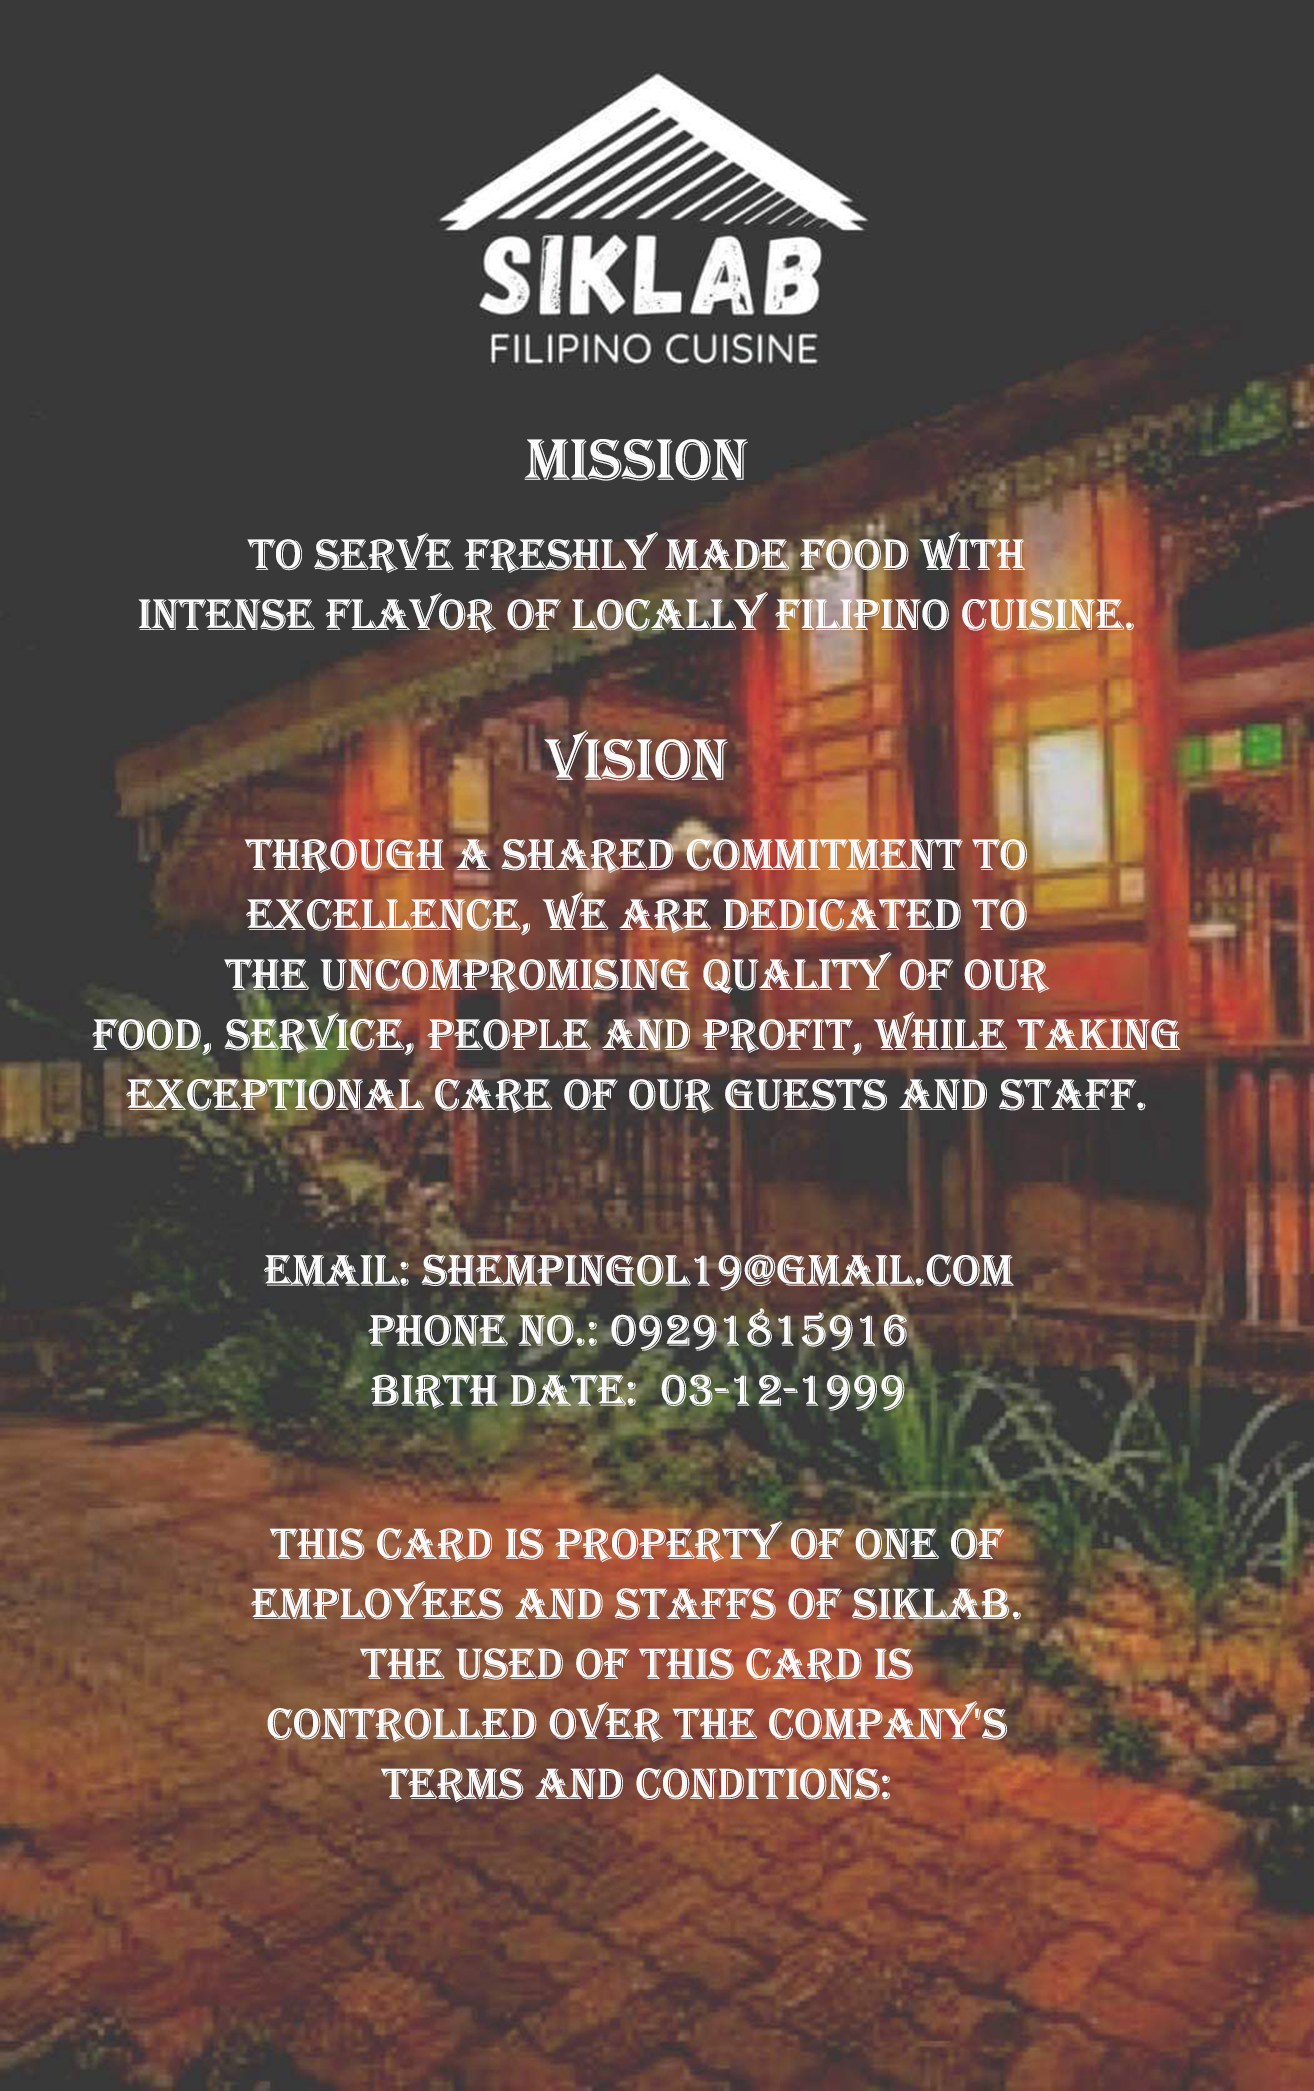 SIKLAB
FILIPINO CUISINE
MISSION
TO SERVE FRESHLY MADE FOOD WITH
INTENSE FLAVOR OF LOCALLY FILIPINO CUISINE.
VISION
THROUGH A SHARED COMMITMENT TO
EXCELLENCE, WE ARE DEDICATED TO
THE UNCOMPROMISING QUALITY OF OUR
FOOD, SERVICE, PEOPLE AND PROFIT, WHILE TAKING
EXCEPTIONAL CARE OF OUR GUESTS AND STAFF.
EMAIL: SHEMPINGOL19@GMAIL.COM
PHONE NO.: 09291815916
BIRTH DATE: 03-12-1999
THIS CARD IS PROPERTY OF ONE OF
EMPLOYEES AND STAFFS OF SIKLAB.
THE USED OF THIS CARD IS
CONTROLLED OVER THE COMPANY'S
TERMS AND CONDITIONS: